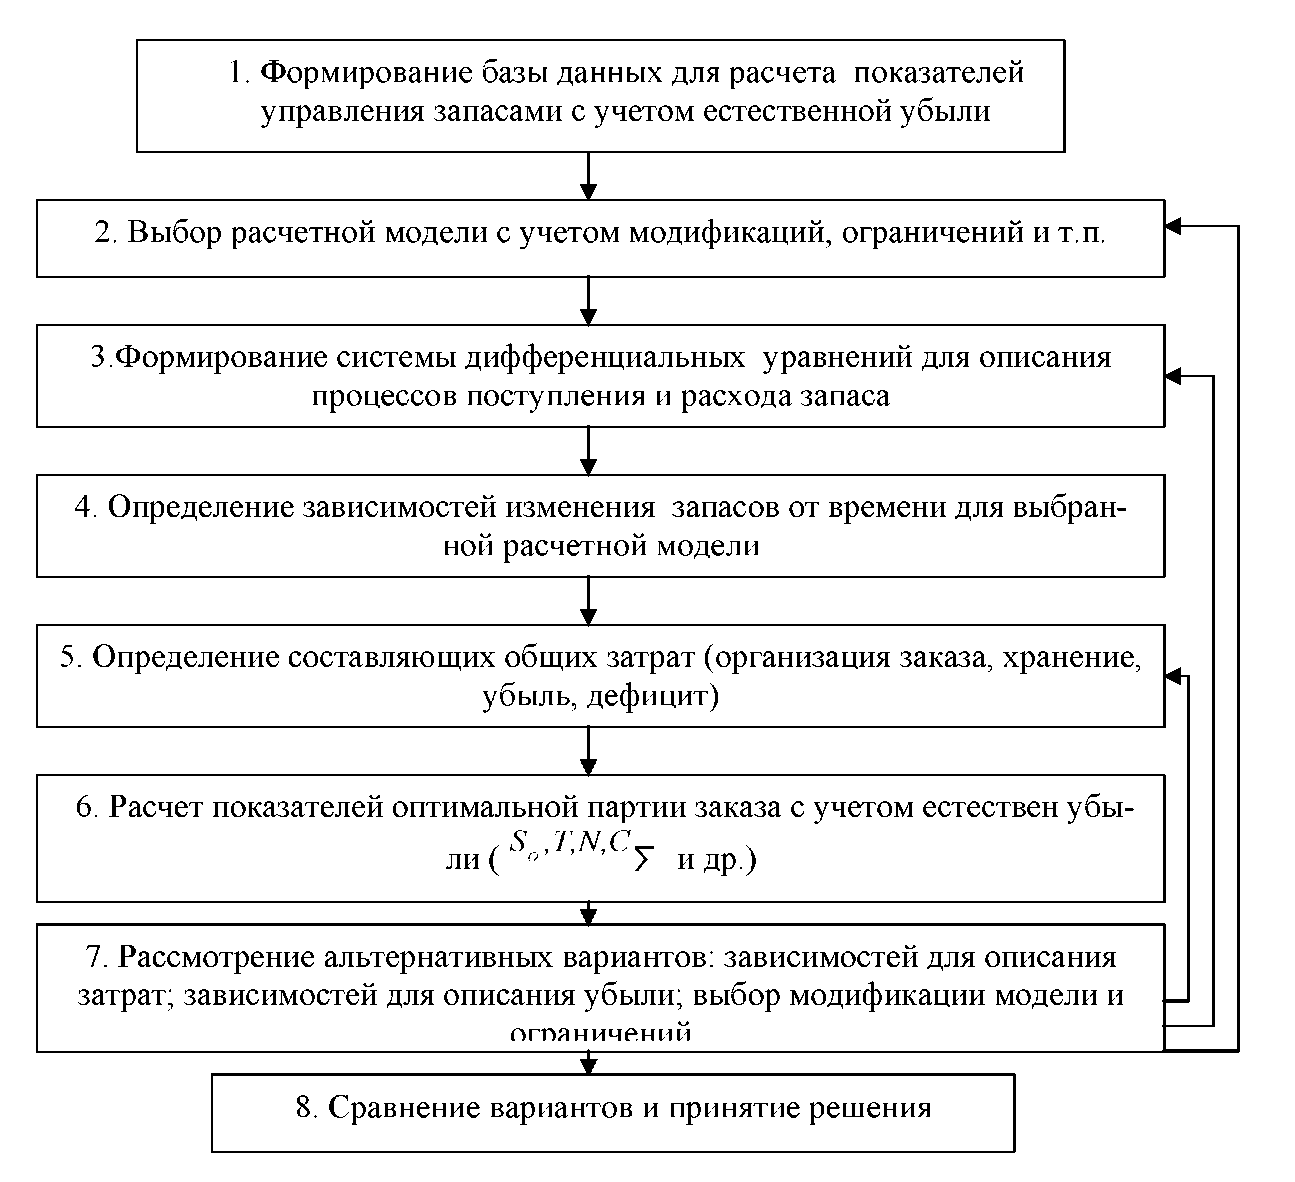 1. Формирование базы данных для расчета показателей
управления запасами с учетом естественной убыли
2. Выбор расчетной модели с учетом модификаций, ограничений и т.п.
3.Формирование системы дифференциальных уравнений для описания
процессов поступления и расхода запаса
4. Определение зависимостей изменения запасов от времени для выбран-
ной расчетной модели
5. Определение составляющих общих затрат (организация заказа, хранение,
убыль, дефицит)
6. Расчет показателей оптимальной партии заказа с учетом естествен убы-
ли ( S₀,T,N,C∑ и др.)
7. Рассмотрение альтернативных вариантов: зависимостей для описания
затрат; зависимостей для описания убыли; выбор модификации модели и
ограничений
8. Сравнение вариантов и принятие решения